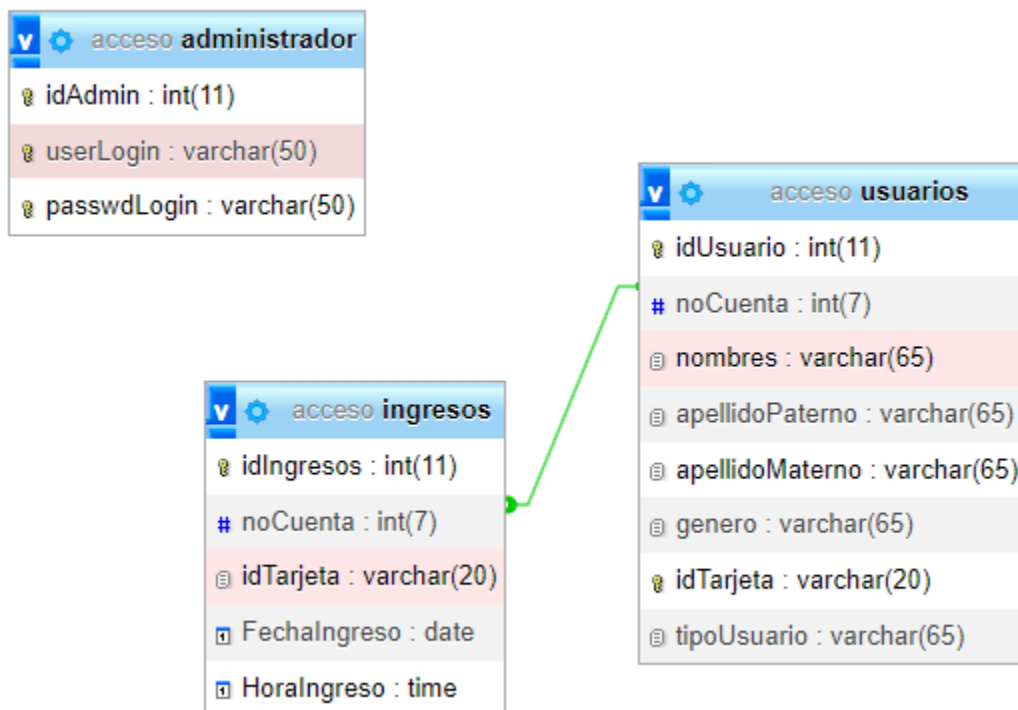 v acceso administrador
idAdmin : int(11)
userLogin : varchar(50)
passwdLogin : varchar(50)
v acceso usuarios
idUsuario : int(11)
# noCuenta : int(7)
nombres : varchar(65)
apellidoPaterno : varchar(65)
apellidoMaterno : varchar(65)
genero : varchar(65)
idTarjeta : varchar(20)
tipoUsuario : varchar(65)
v acceso ingresos
idIngresos : int(11)
# noCuenta : int(7)
idTarjeta : varchar(20)
FechaIngreso : date
HoraIngreso : time